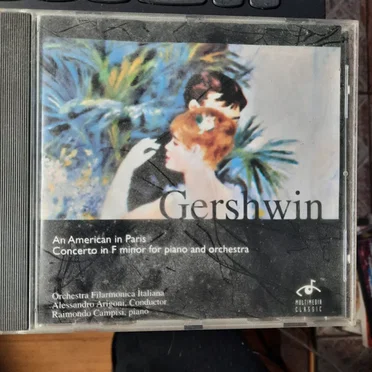 Gershwin
An American in Paris
Concerto in F minor for piano and orchestra
Orchestra Filarmonica Italiana
Alessandro Arigoni, Conductor
Raimondo Campisi, piano
MULTIMEDIA
CLASSIC